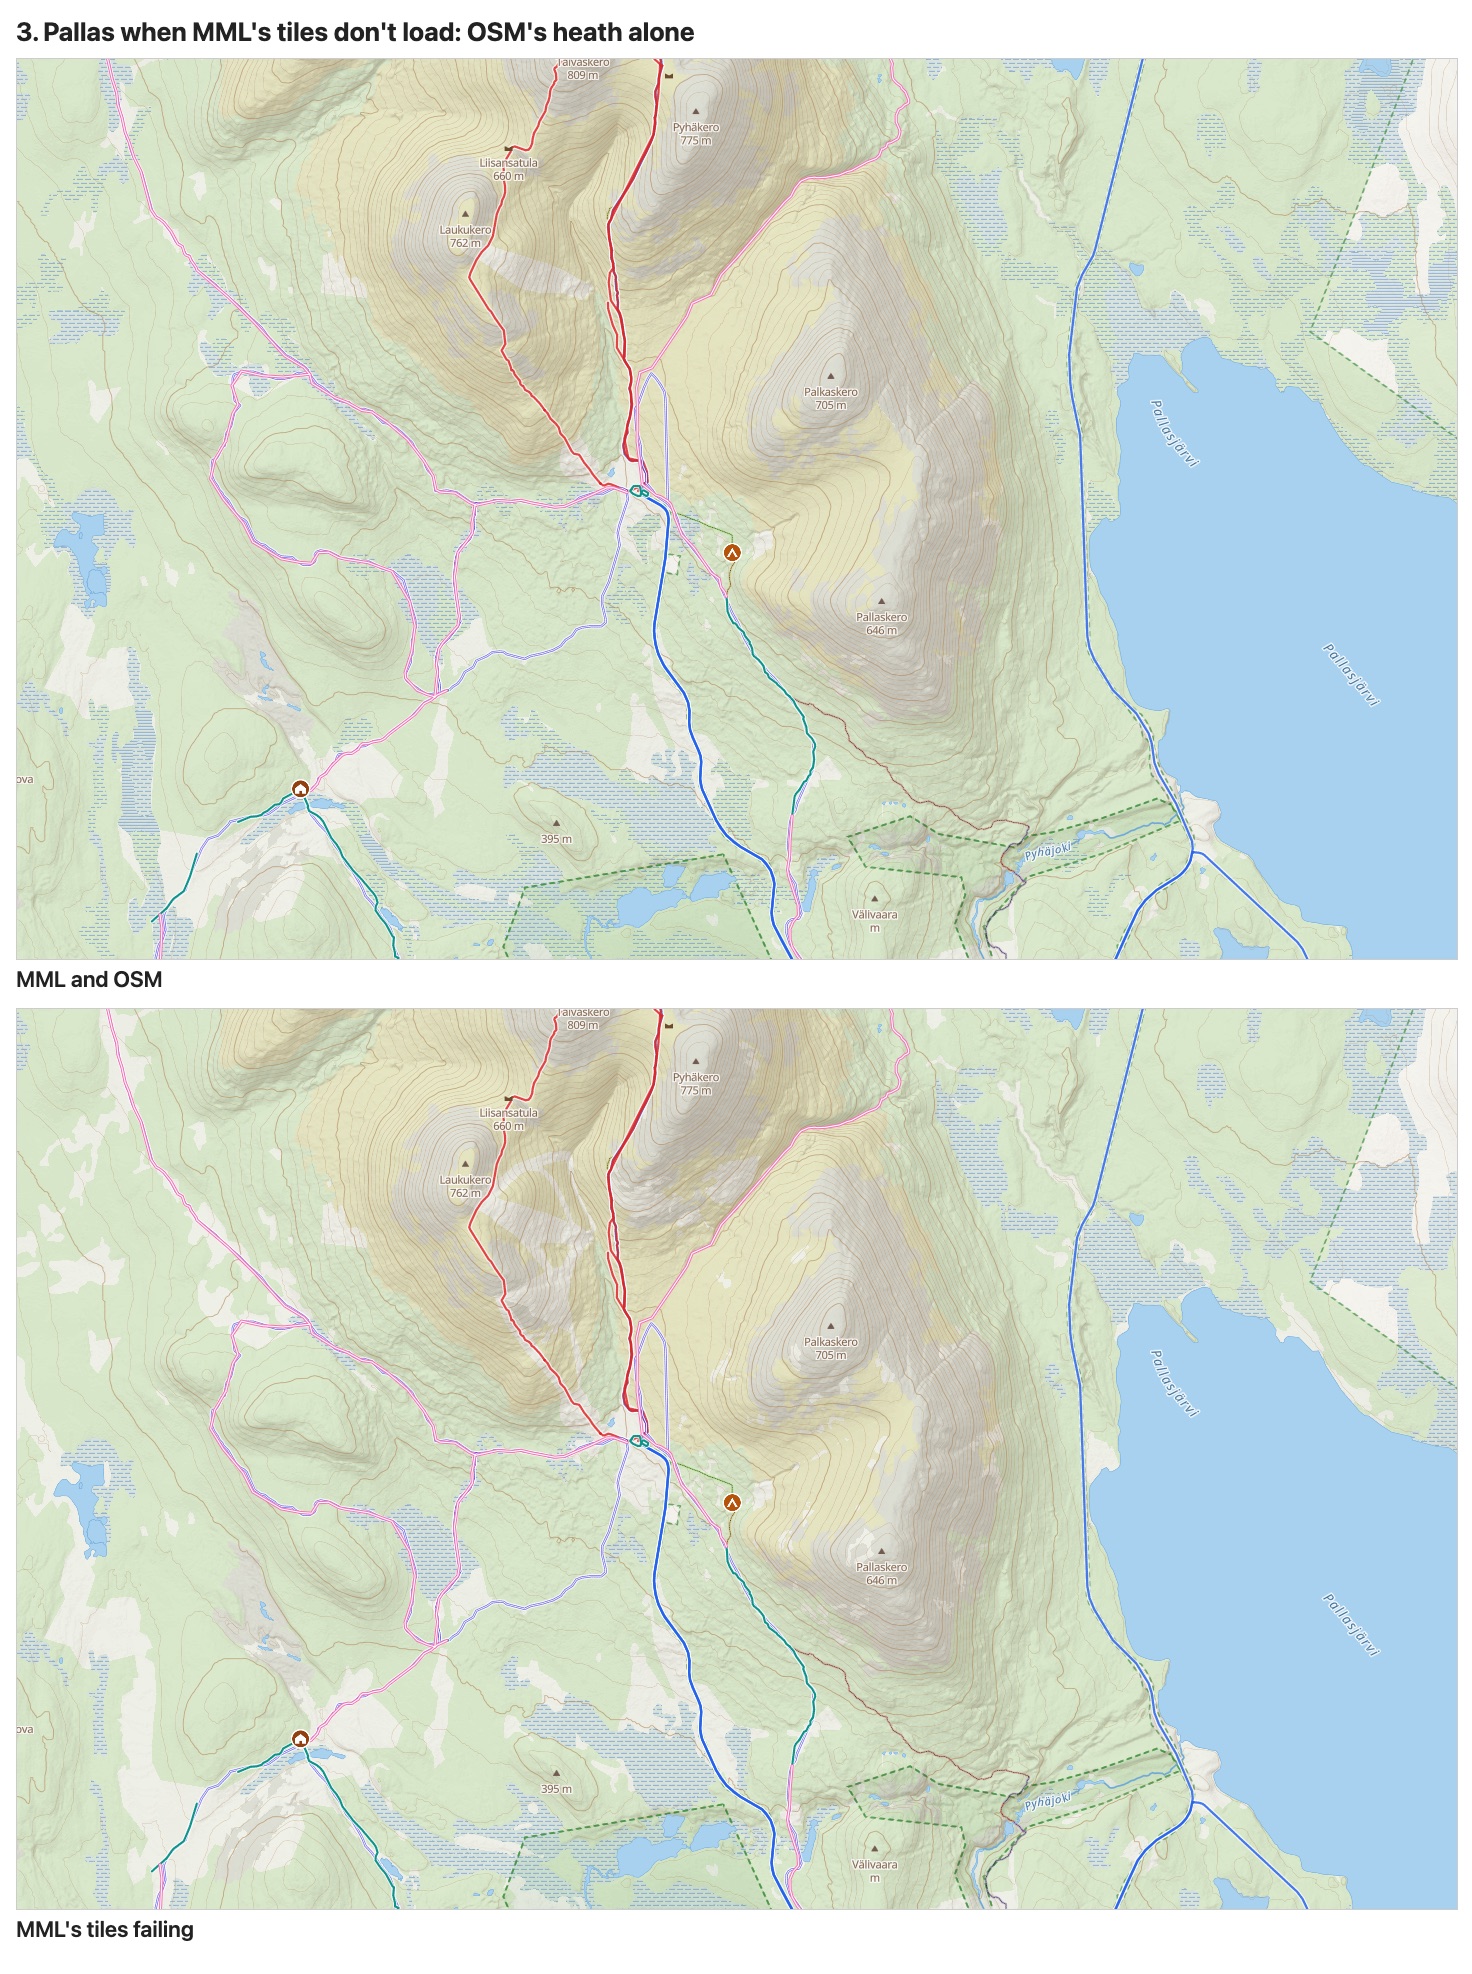 3. Pallas when MML's tiles don't load: OSM's heath alone
Taivaskero
809 m
Pyhäkero
775 m
Liisansatula
660 m
Laukukero
762 m
Palkaskero
705 m
Pallasjärvi
Pallaskero
646 m
Pallasjärvi
ova
395 m
Pyhäjoki
Välivaara
m
MML and OSM
Taivaskero
809 m
Pyhäkero
775 m
Liisansatula
660 m
Laukukero
762 m
Palkaskero
705 m
Pallasjärvi
Pallaskero
646 m
Pallasjärvi
ova
395 m
Pyhäjoki
Välivaara
m
MML's tiles failing